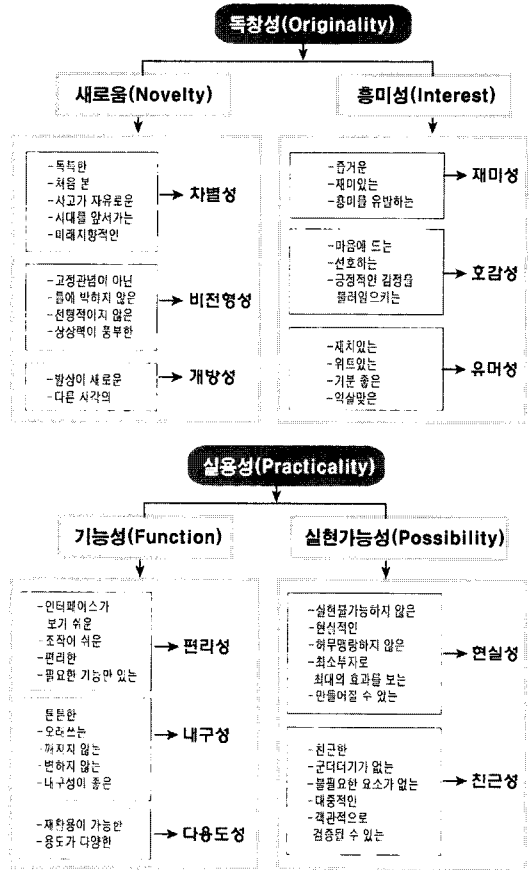 독창성(Originality)
새로움(Novelty)
흥미성(Interest)
-독특한
-처음 본
-사고가 자유로운
-시대를 앞서가는
-미래지향적인
차별성
-고정관념이 아닌
-틀에 박히지 않은
-전형적이지 않은
-상상력이 풍부한
비전형성
-발상이 새로운
-다른 시각의
개방성
-즐거운
-재미있는
-흥미를 유발하는
재미성
-마음에 드는
-선호하는
-긍정적인 감정을
불러일으키는
호감성
-재치있는
-위트있는
-기분 좋은
-익살맞은
유머성
실용성(Practicality)
기능성(Function)
실현가능성(Possibility)
-인터페이스가
보기 쉬운
-조작이 쉬운
-편리한
-필요한 기능만 있는
편리성
튼튼한
-오래쓰는
-깨지지 않는
-변하지 않는
-내구성이 좋은
내구성
-재활용이 가능한
-용도가 다양한
다용도성
-실현불가능하지 않은
-현실적인
-허무맹랑하지 않은
-최소투자로
최대의 효과를 보는
-만들어질 수 있는
현실성
친근한
-군더더기가 없는
-불필요한 요소가 없는
-대중적인
-객관적으로
검증될 수 있는
친근성